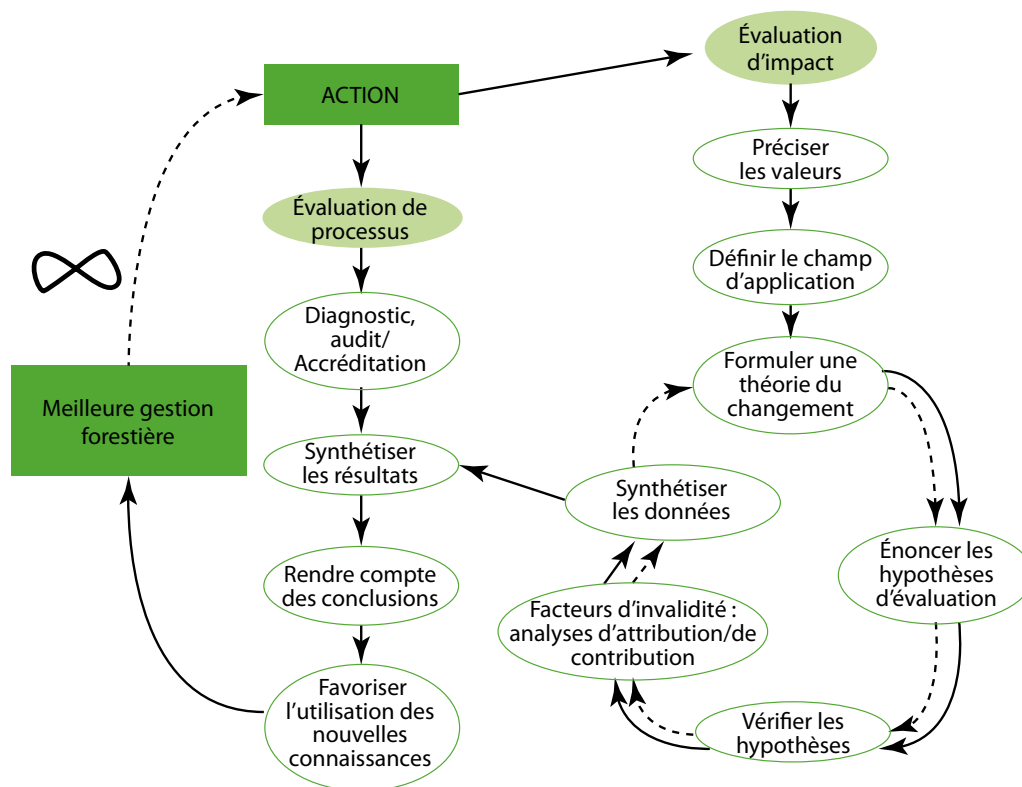 Évaluation
d’impact
ACTION
Préciser
les valeurs
Évaluation de
processus
Définir le champ
d’application
Diagnostic,
audit/
Accréditation
Formuler une
théorie du
changement
Meilleure gestion
forestière
Synthétiser
les résultats
Synthétiser
les données
Énoncer les
hypothèses
d’évaluation
Rendre compte
des conclusions
Facteurs d’invalidité :
analyses d’attribution/de
contribution
Favoriser
l’utilisation des
nouvelles
connaissances
Vérifier les
hypothèses